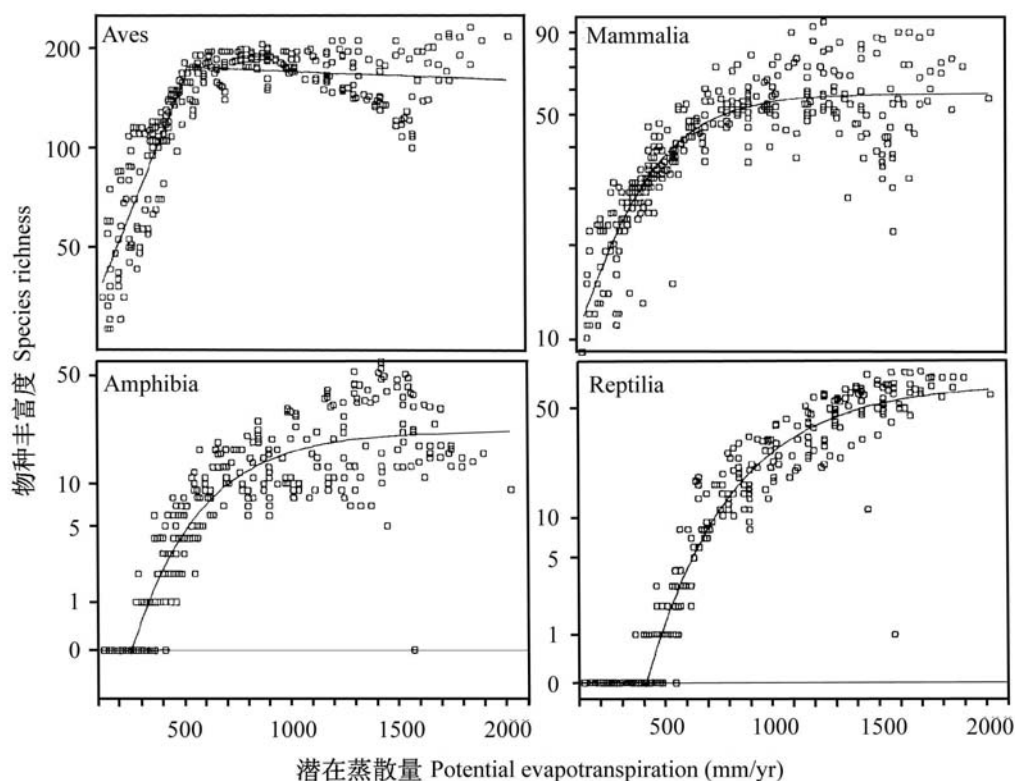 Aves
200
100
50
Mammalia
90
50
10
Amphibia
50
10
5
1
0
Reptilia
50
10
5
1
0
500 1000 1500 2000
500 1000 1500 2000
物种丰富度 Species richness
潜在蒸散量 Potential evapotranspiration (mm/yr)